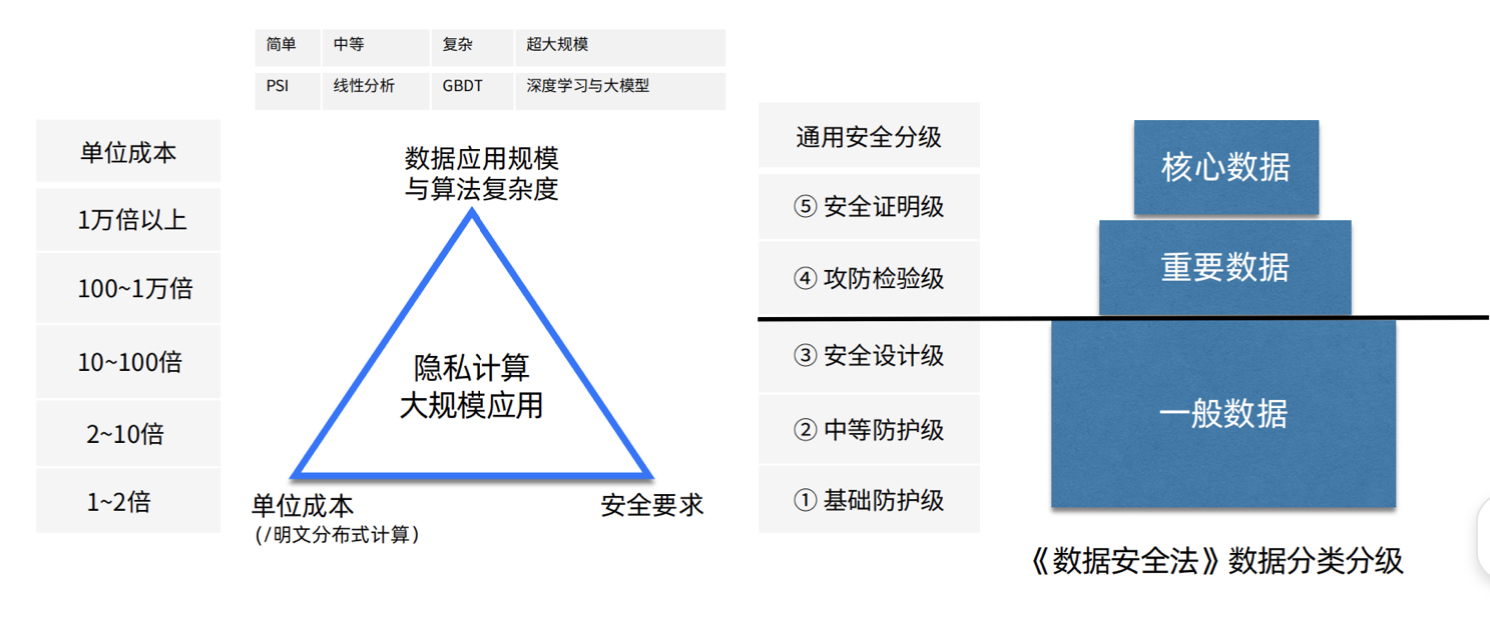 简单 中等 复杂 超大规模
PSI 线性分析 GBDT 深度学习与大模型
单位成本
1万倍以上
100~1万倍
10~100倍
2~10倍
1~2倍
数据应用规模
与算法复杂度
隐私计算
大规模应用
单位成本
(/明文分布式计算)
安全要求
通用安全分级
⑤ 安全证明级
④ 攻防检验级
③ 安全设计级
② 中等防护级
① 基础防护级
核心数据
重要数据
一般数据
《数据安全法》数据分类分级